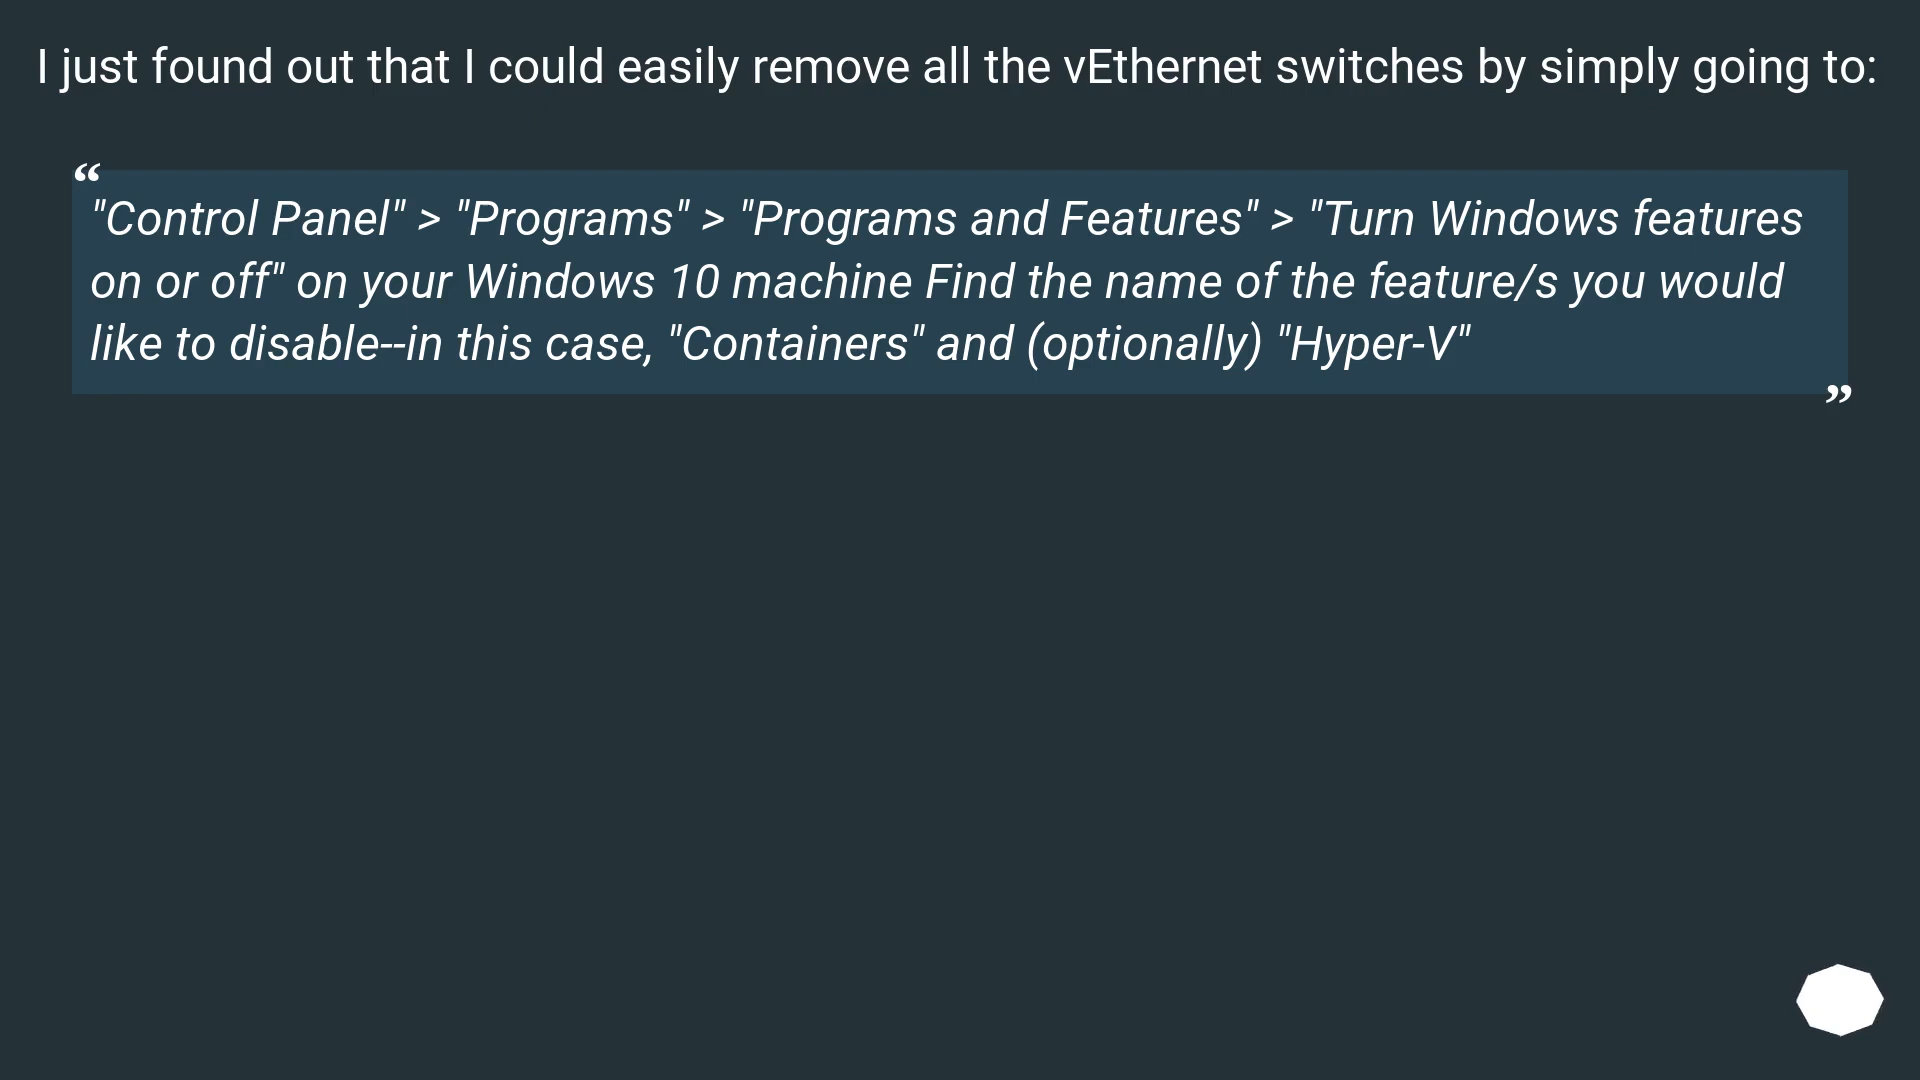 I just found out that I could easily remove all the vEthernet switches by simply going to:
“
"Control Panel" > "Programs" > "Programs and Features" > "Turn Windows features
on or off" on your Windows 10 machine Find the name of the feature/s you would
like to disable--in this case, "Containers" and (optionally) "Hyper-V"
”